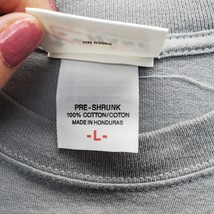 PRE-SHRUNK
100% COTTON/COTON
MADE IN HONDURAS
-L-